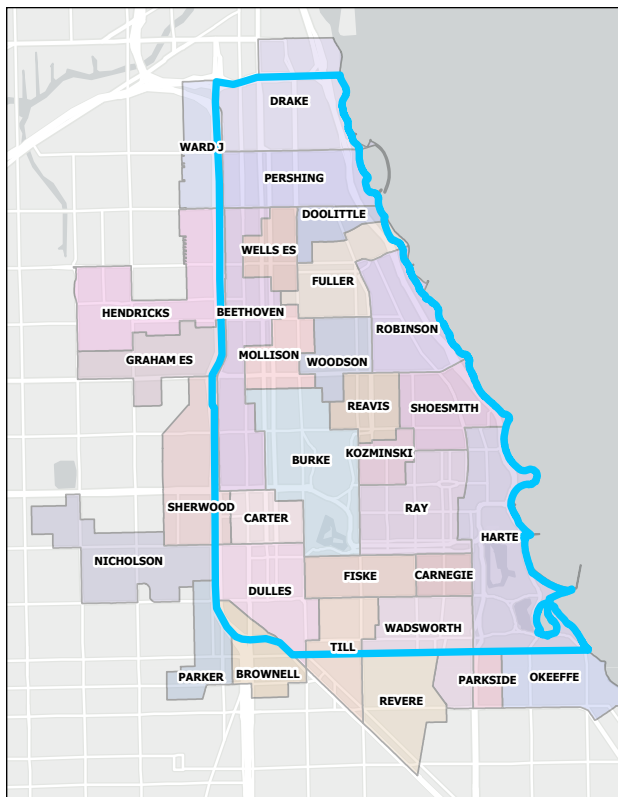 DRAKE
WARD J
PERSHING
DOOLITTLE
WELLS ES
FULLER
HENDRICKS
BEETHOVEN
ROBINSON
GRAHAM ES
MOLLISON
WOODSON
REAVIS
SHOESMITH
BURKE
KOZMINSKI
SHERWOOD
CARTER
RAY
HARTE
NICHOLSON
DULLES
FISKE
CARNEGIE
WADSWORTH
TILL
PARKER
BROWNELL
REVERE
PARKSIDE
OKEEFFE